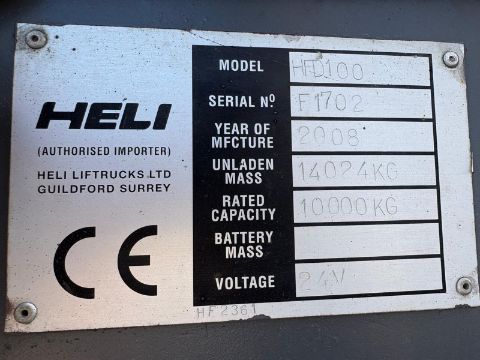 HELI
(AUTHORISED IMPORTER)
HELI LIFTRUCKS.LTD
GUILDFORD SURREY
CE
MODEL HFD100
SERIAL Nº F1702
YEAR OF MFCTURE 2008
UNLADEN MASS 14024KG
RATED CAPACITY 10000KG
BATTERY MASS
VOLTAGE 24V
HF2361